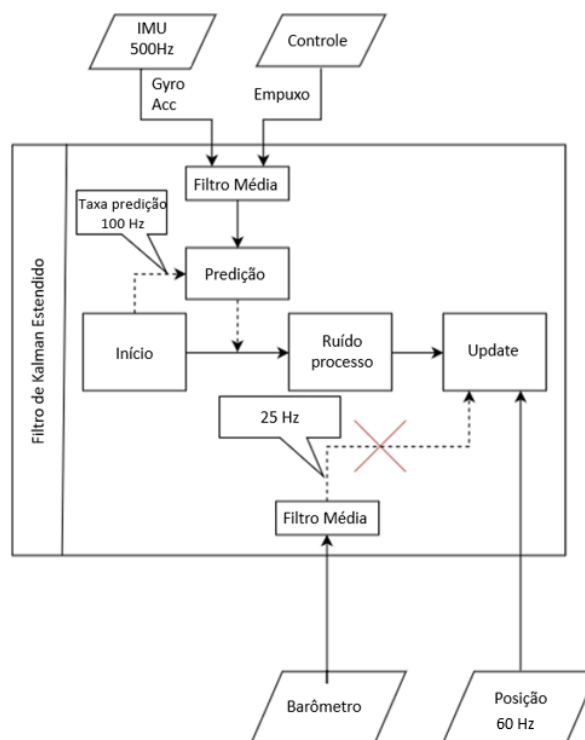 IMU
500Hz
Controle
Gyro
Acc
Empuxo
Filtro Média
Taxa predição
100 Hz
Predição
Filtro de Kalman Estendido
Início
Ruído
processo
Update
25 Hz
Filtro Média
Barômetro
Posição
60 Hz